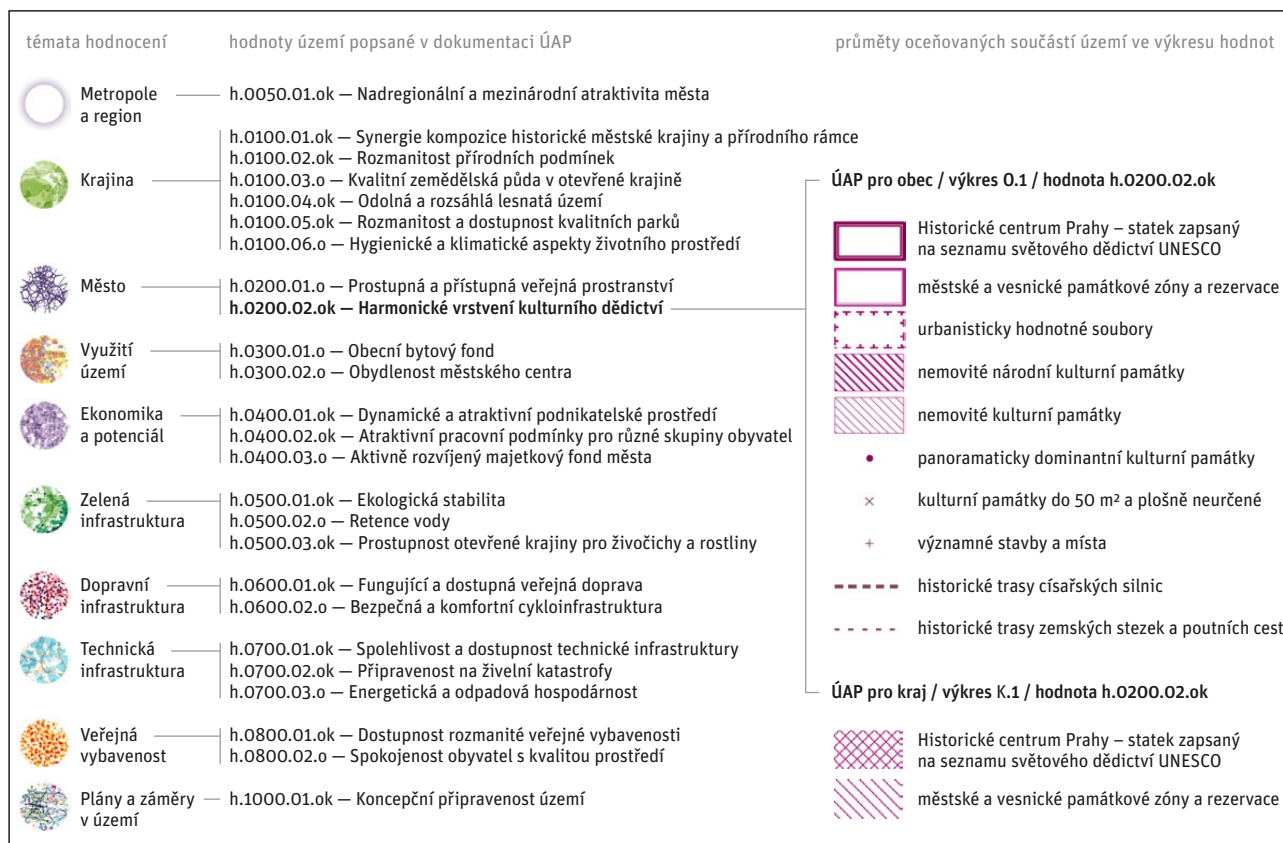 témata hodnocení
hodnoty území popsané v dokumentaci ÚAP
průměty oceňovaných součástí území ve výkresu hodnot
Metropole
a region
h.0050.01.ok — Nadregionální a mezinárodní atraktivita města
Krajina
h.0100.01.ok — Synergie kompozice historické městské krajiny a přírodního rámce
h.0100.02.ok — Rozmanitost přírodních podmínek
h.0100.03.o — Kvalitní zemědělská půda v otevřené krajině
h.0100.04.ok — Odolná a rozsáhlá lesnatá území
h.0100.05.ok — Rozmanitost a dostupnost kvalitních parků
h.0100.06.o — Hygienické a klimatické aspekty životního prostředí
Město
h.0200.01.o — Prostupná a přístupná veřejná prostranství
h.0200.02.ok — Harmonické vrstvení kulturního dědictví
Využití
území
h.0300.01.o — Obecní bytový fond
h.0300.02.o — Obydlenost městského centra
Ekonomika
a potenciál
h.0400.01.ok — Dynamické a atraktivní podnikatelské prostředí
h.0400.02.ok — Atraktivní pracovní podmínky pro různé skupiny obyvatel
h.0400.03.o — Aktivně rozvíjený majetkový fond města
Zelená
infrastruktura
h.0500.01.ok — Ekologická stabilita
h.0500.02.o — Retence vody
h.0500.03.ok — Prostupnost otevřené krajiny pro živočichy a rostliny
Dopravní
infrastruktura
h.0600.01.ok — Fungující a dostupná veřejná doprava
h.0600.02.o — Bezpečná a komfortní cykloinfrastruktura
Technická
infrastruktura
h.0700.01.ok — Spolehlivost a dostupnost technické infrastruktury
h.0700.02.ok — Připravenost na živelní katastrofy
h.0700.03.o — Energetická a odpadová hospodárnost
Veřejná
vybavenost
h.0800.01.ok — Dostupnost rozmanité veřejné vybavenosti
h.0800.02.o — Spokojenost obyvatel s kvalitou prostředí
Plány a záměry
v území
h.1000.01.ok — Koncepční připravenost území
ÚAP pro obec / výkres O.1 / hodnota h.0200.02.ok
Historické centrum Prahy – statek zapsaný
na seznamu světového dědictví UNESCO
městské a vesnické památkové zóny a rezervace
urbanisticky hodnotné soubory
nemovité národní kulturní památky
nemovité kulturní památky
panoramaticky dominantní kulturní památky
kulturní památky do 50 m² a plošně neurčené
významné stavby a místa
historické trasy císařských silnic
historické trasy zemských stezek a poutních cest
ÚAP pro kraj / výkres K.1 / hodnota h.0200.02.ok
Historické centrum Prahy – statek zapsaný
na seznamu světového dědictví UNESCO
městské a vesnické památkové zóny a rezervace